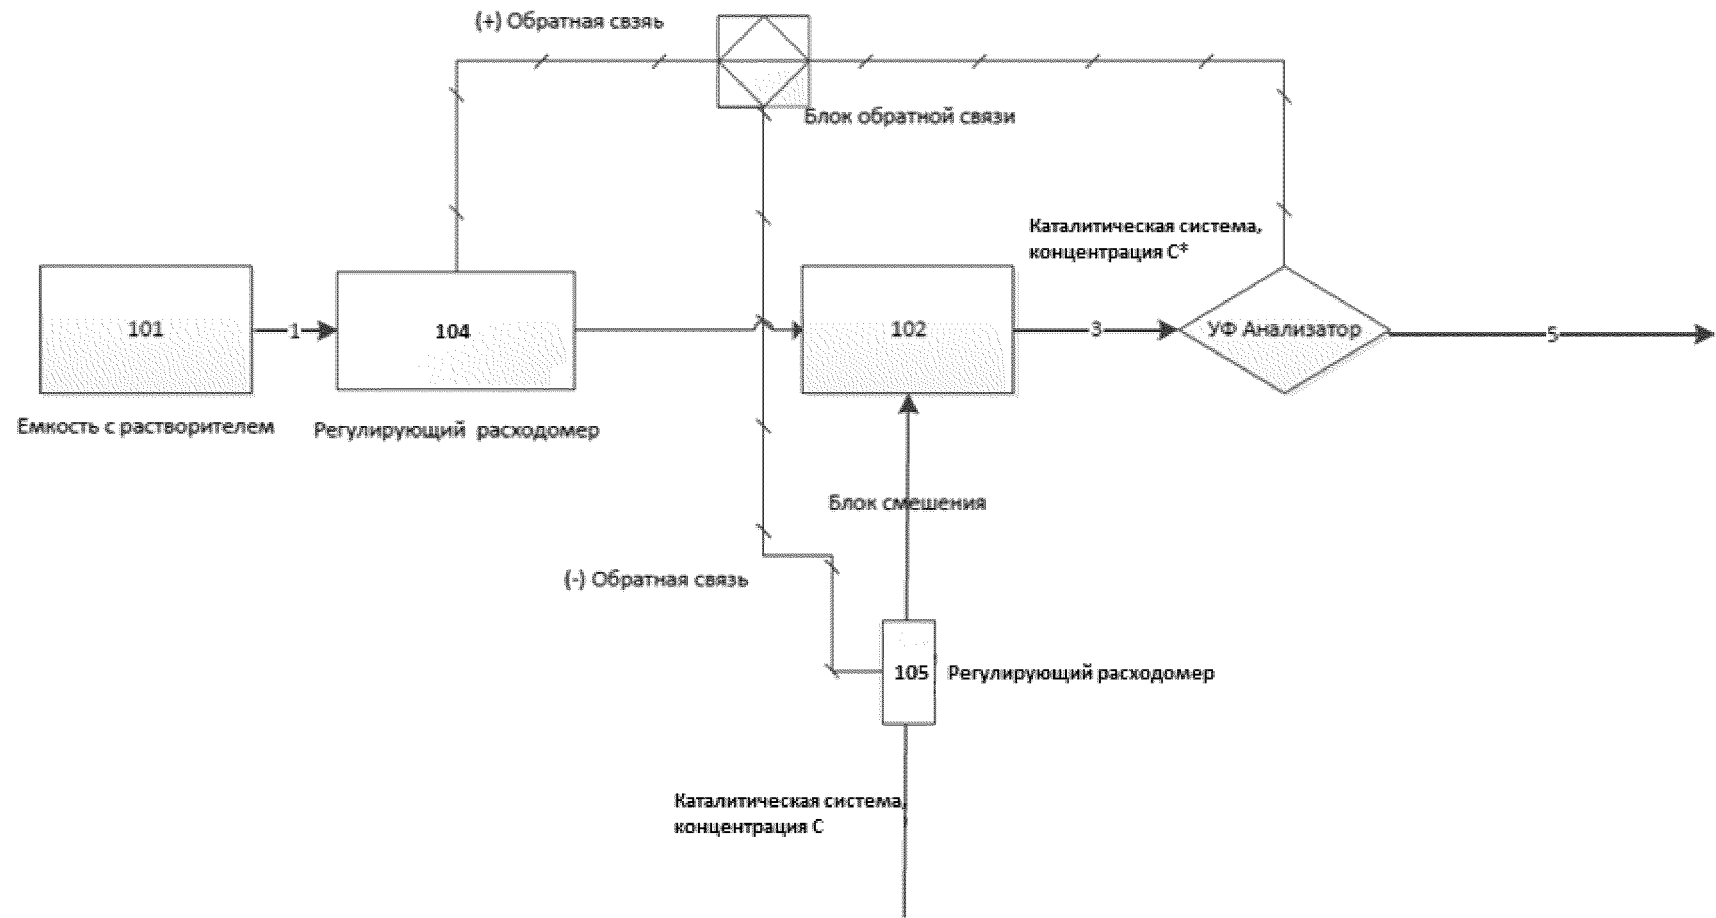 (+) Обратная свзяь
Блок обратной связи
Каталитическая система,
концентрация С*
101
1
104
102
3
УФ Анализатор
5
Емкость с растворителем
Регулирующий расходомер
Блок смешения
(-) Обратная связь
105
Регулирующий расходомер
Каталитическая система,
концентрация С